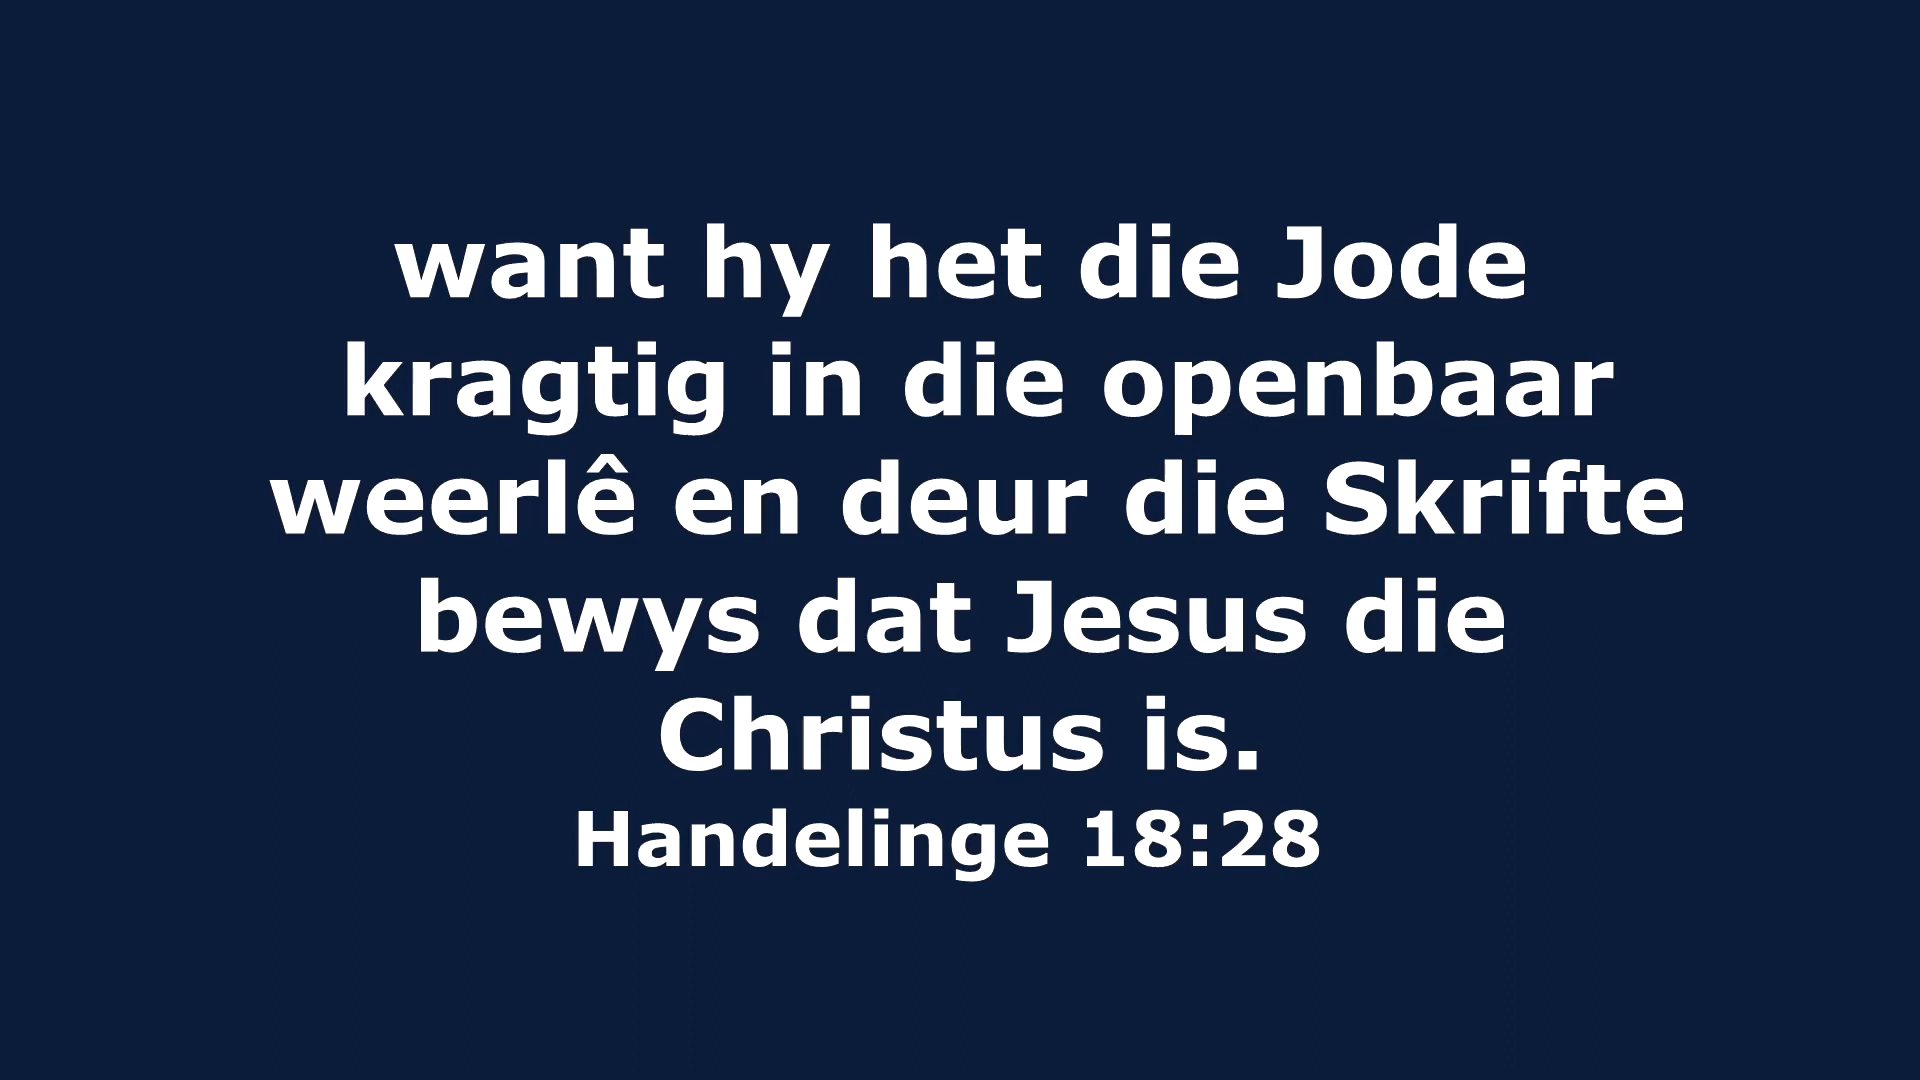 want hy het die Jode
kragtig in die openbaar
weerlê en deur die Skrifte
bewys dat Jesus die
Christus is.
Handelinge 18:28